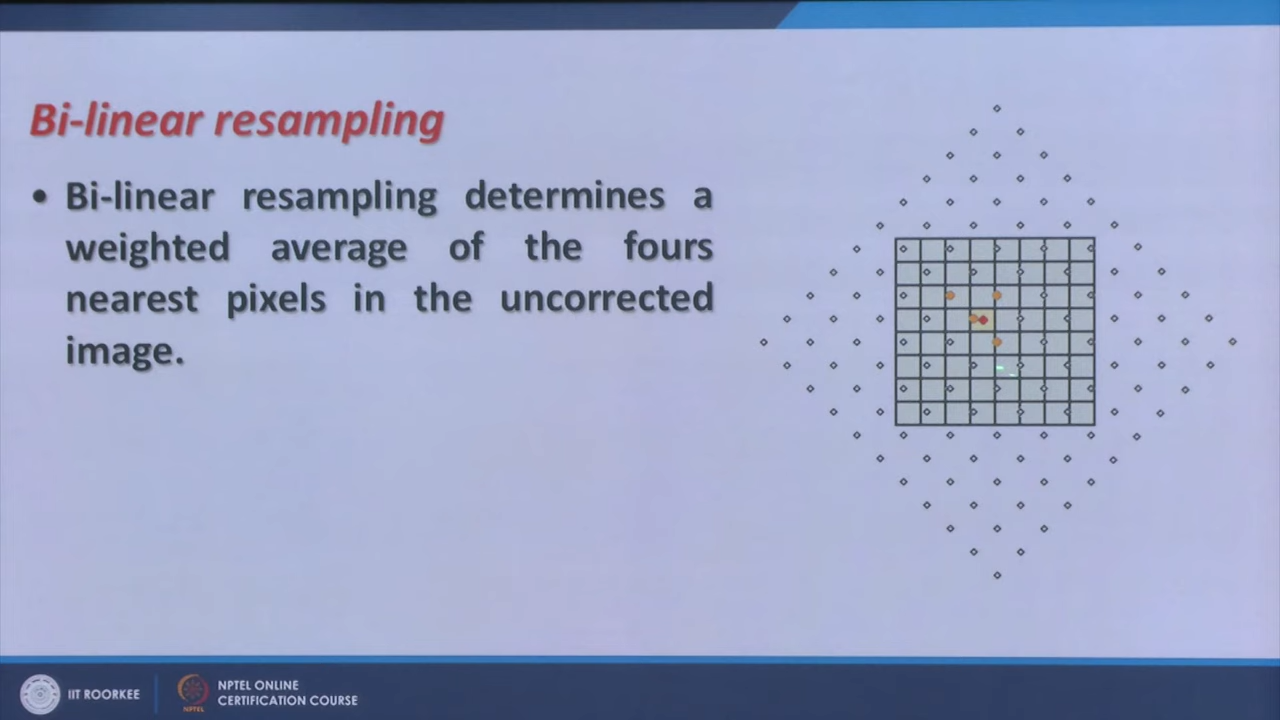 Bi-linear resampling
• Bi-linear resampling determines a
weighted average of the fours
nearest pixels in the uncorrected
image.
IIT ROORKEE
NPTEL
NPTEL ONLINE
CERTIFICATION COURSE